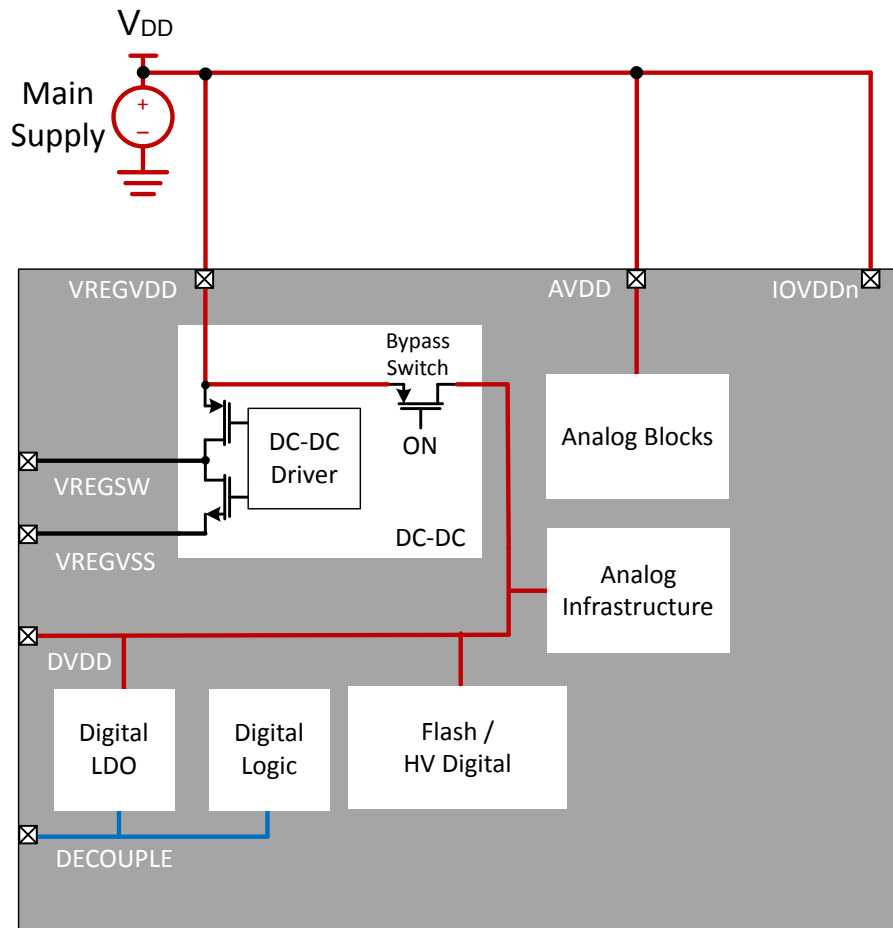 VDD
Main
Supply
+
−
VREGVDD
AVDD
IOVDDn
Bypass
Switch
ON
DC-DC
Driver
DC-DC
VREGSW
VREGVSS
Analog Blocks
Analog
Infrastructure
DVDD
Digital
LDO
Digital
Logic
Flash /
HV Digital
DECOUPLE